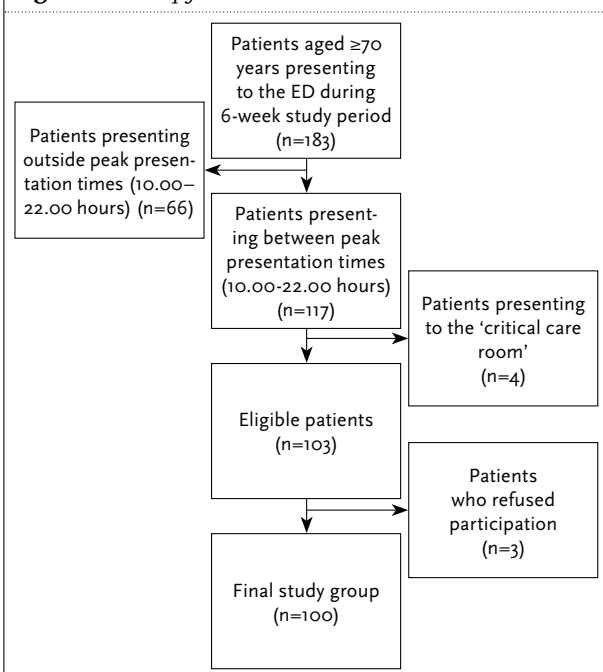 Patients aged ≥70
years presenting
to the ED during
6-week study period
(n=183)
Patients presenting
outside peak presen-
tation times (10.00–
22.00 hours) (n=66)
Patients present-
ing between peak
presentation times
(10.00-22.00 hours)
(n=117)
Patients presenting
to the ‘critical care
room’
(n=4)
Eligible patients
(n=103)
Patients
who refused
participation
(n=3)
Final study group
(n=100)